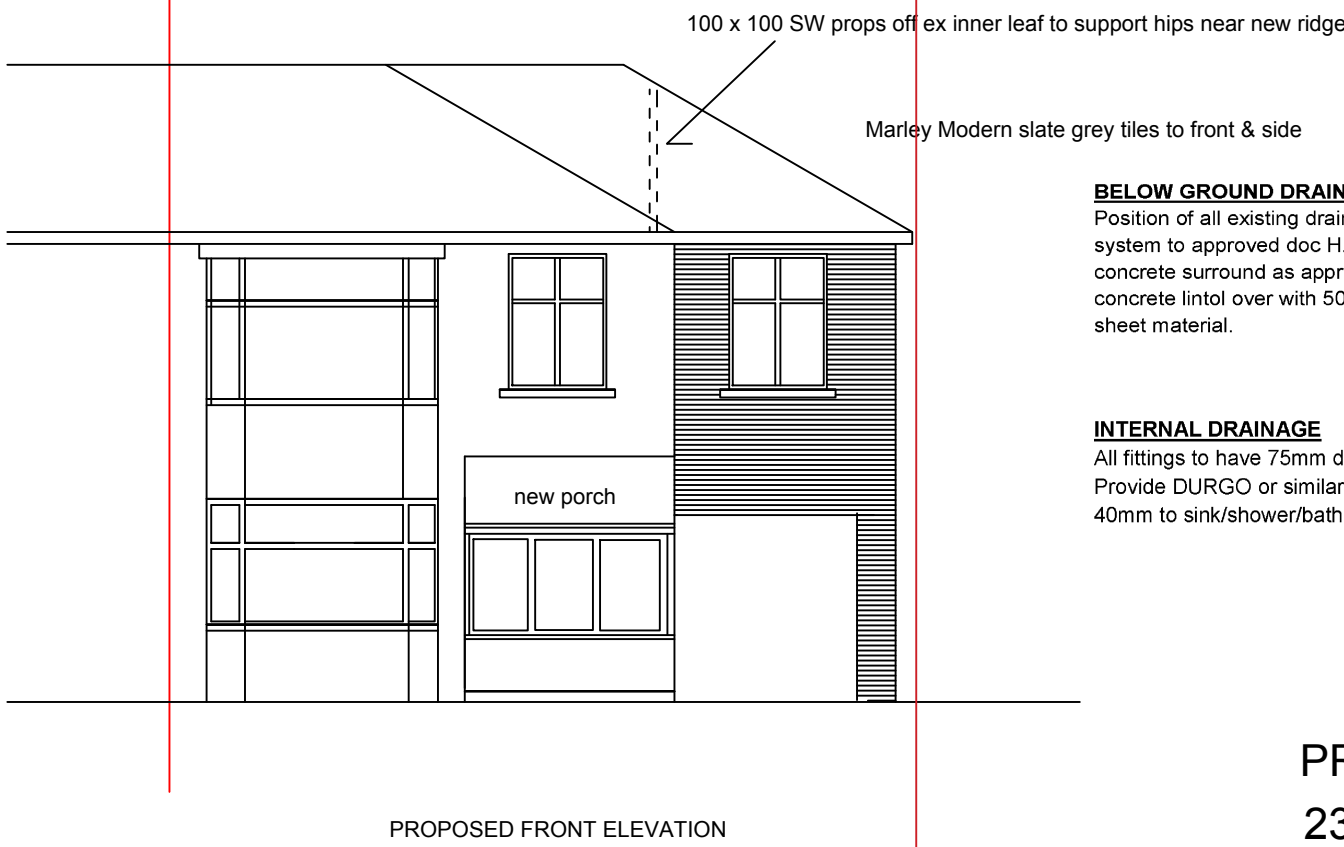 100 x 100 SW props off ex inner leaf to support hips near new ridge
Marley Modern slate grey tiles to front & side
BELOW GROUND DRAIN
Position of all existing drain
system to approved doc H.
concrete surround as appr
concrete lintol over with 50
sheet material.
INTERNAL DRAINAGE
All fittings to have 75mm d
Provide DURGO or similar
40mm to sink/shower/bath
new porch
PROPOSED FRONT ELEVATION
23